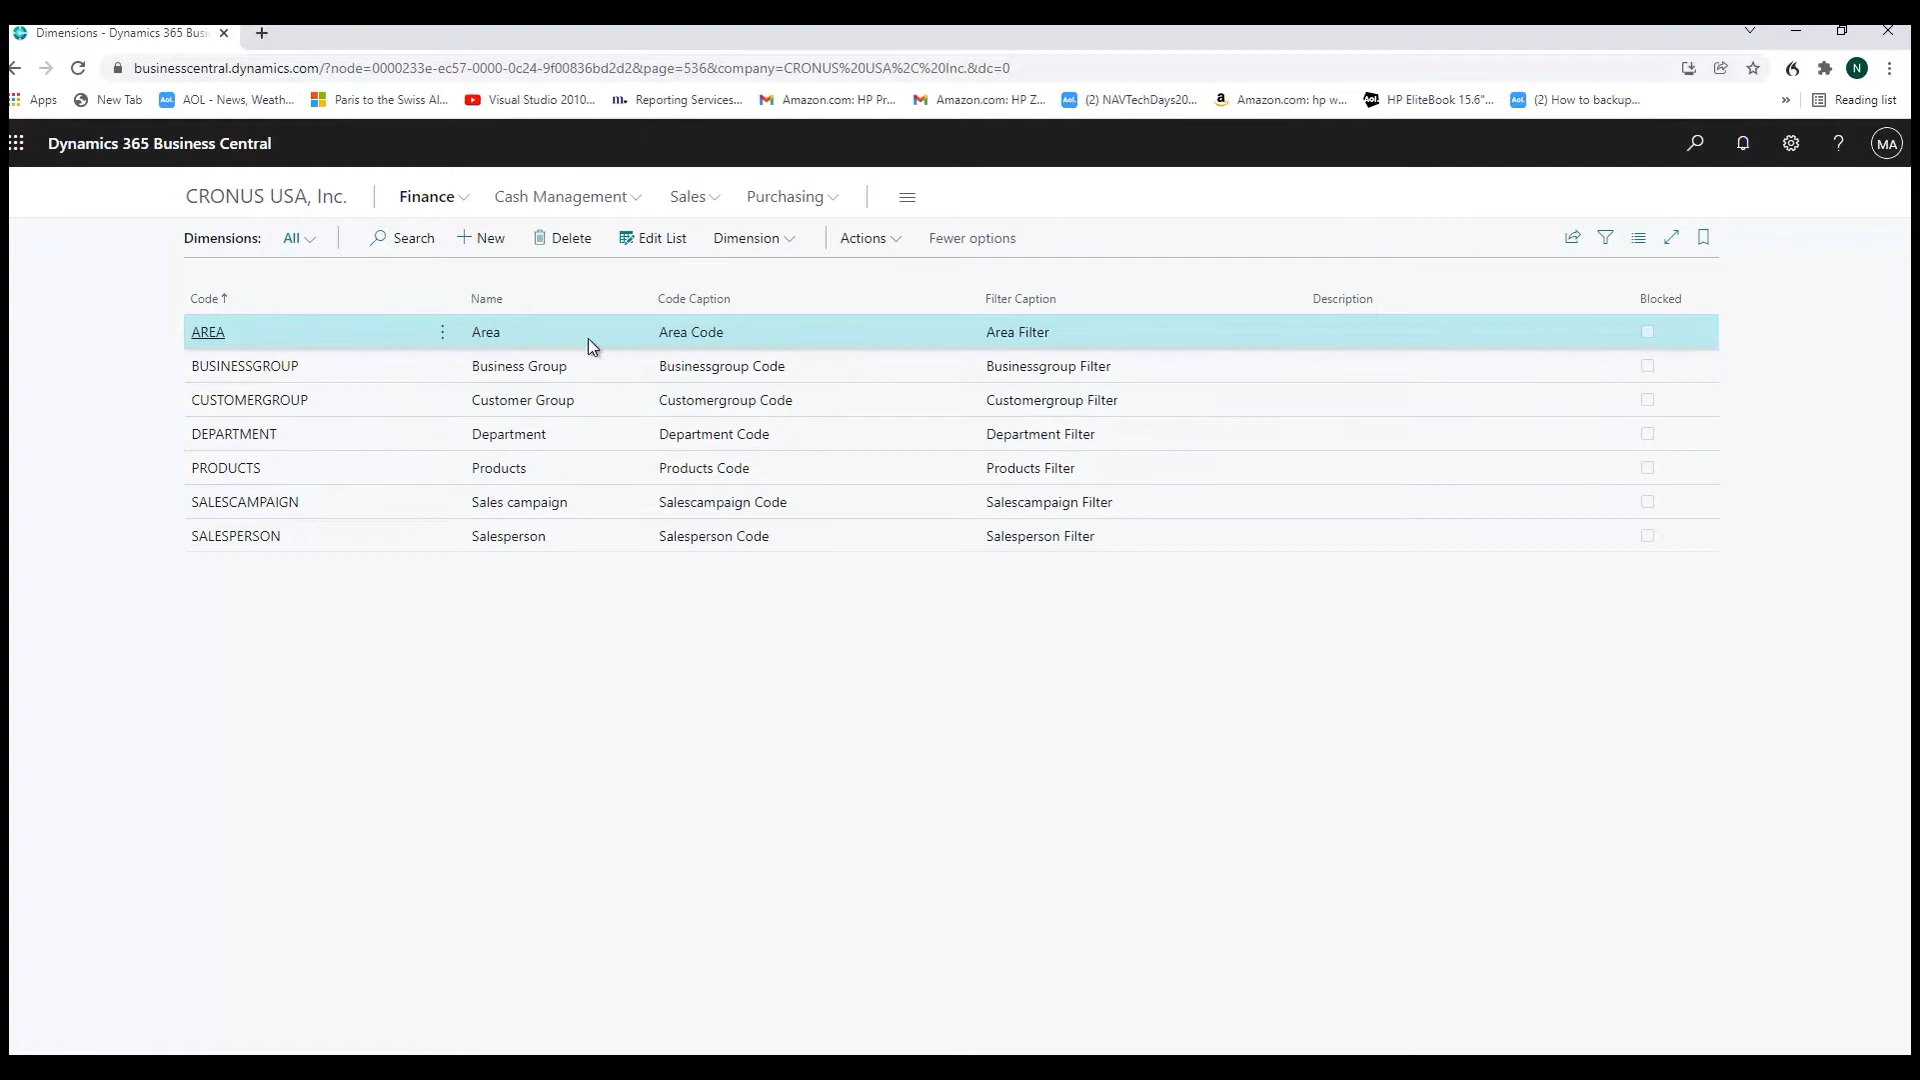 Dimensions - Dynamics 365 Busi
businesscentral.dynamics.com/?node=0000233e-ec57-0000-0c24-9f00836bd2d2&page=536&company=CRONUS%20USA%2C%20Inc.&dc=0
N
Apps New Tab Aol. AOL - News, Weath... Paris to the Swiss Al... Visual Studio 2010... m. Reporting Services... Amazon.com: HP Pr... Amazon.com: HP Z... Aol. (2) NAVTechDays20... Amazon.com: hp w... HP EliteBook 15.6"... Aol. (2) How to backup... » Reading list
Dynamics 365 Business Central ? MA
CRONUS USA, Inc. Finance Cash Management Sales Purchasing
Dimensions: All Search + New Delete Edit List Dimension Actions Fewer options
Code ↑ Name Code Caption Filter Caption Description Blocked
AREA Area Area Code Area Filter
BUSINESSGROUP Business Group Businessgroup Code Businessgroup Filter
CUSTOMERGROUP Customer Group Customergroup Code Customergroup Filter
DEPARTMENT Department Department Code Department Filter
PRODUCTS Products Products Code Products Filter
SALESCAMPAIGN Sales campaign Salescampaign Code Salescampaign Filter
SALESPERSON Salesperson Salesperson Code Salesperson Filter